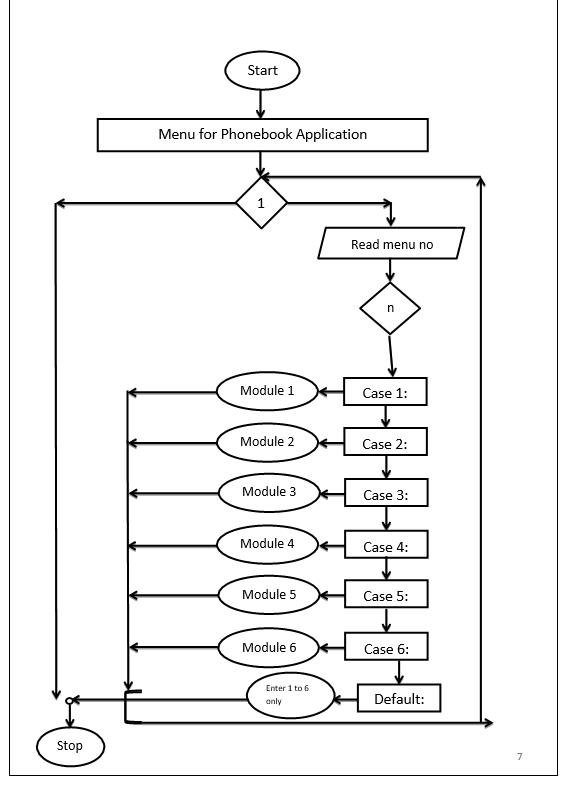 Start
Menu for Phonebook Application
1
Read menu no
n
Module 1
Case 1:
Module 2
Case 2:
Module 3
Case 3:
Module 4
Case 4:
Module 5
Case 5:
Module 6
Case 6:
Enter 1 to 6
only
Default:
Stop
7